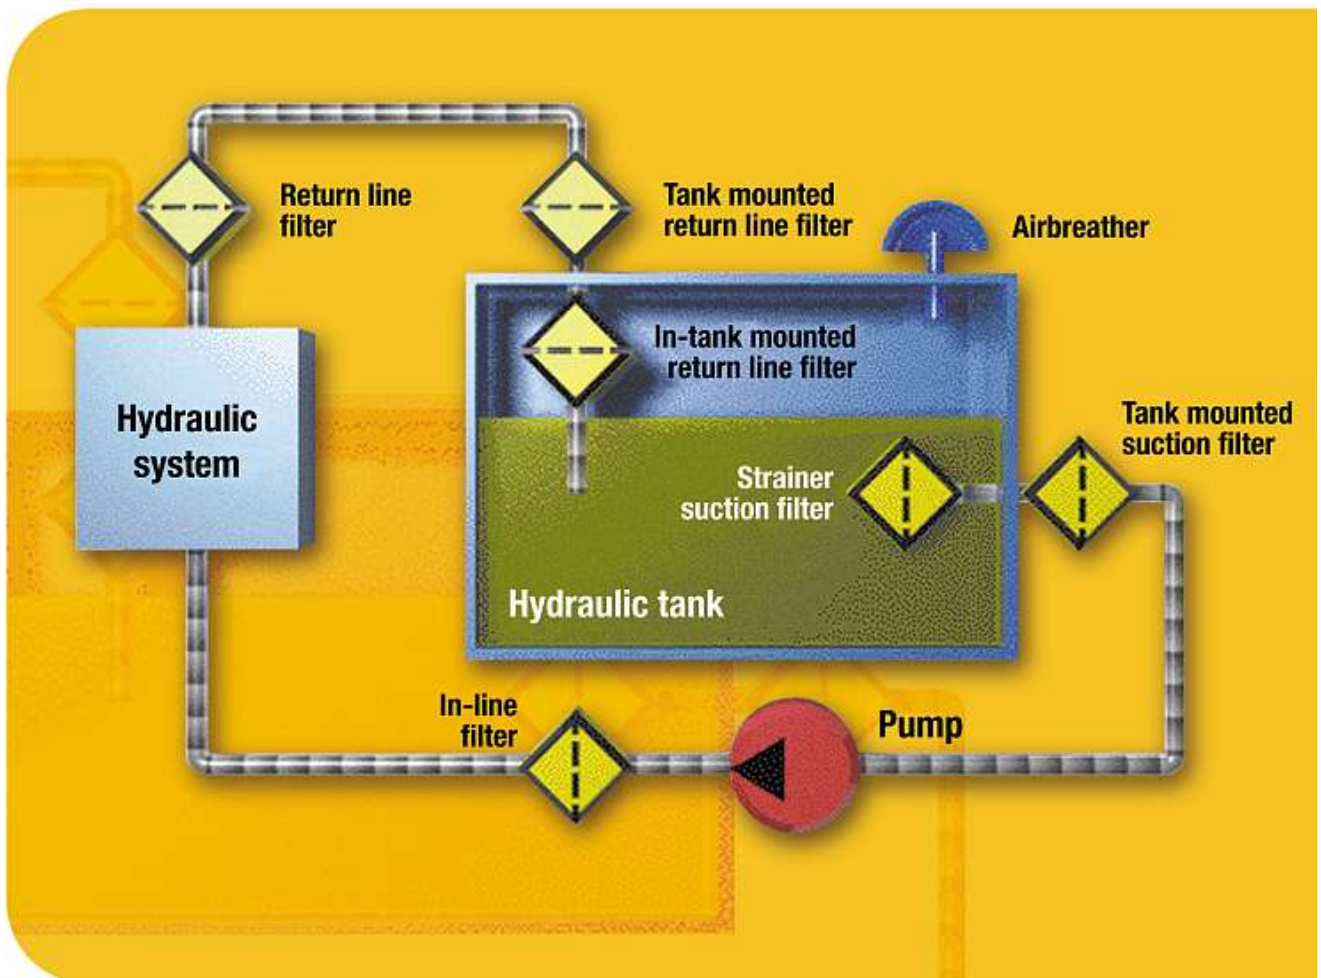 Return line
filter
Tank mounted
return line filter
Airbreather
In-tank mounted
return line filter
Hydraulic
system
Tank mounted
suction filter
Strainer
suction filter
Hydraulic tank
In-line
filter
Pump